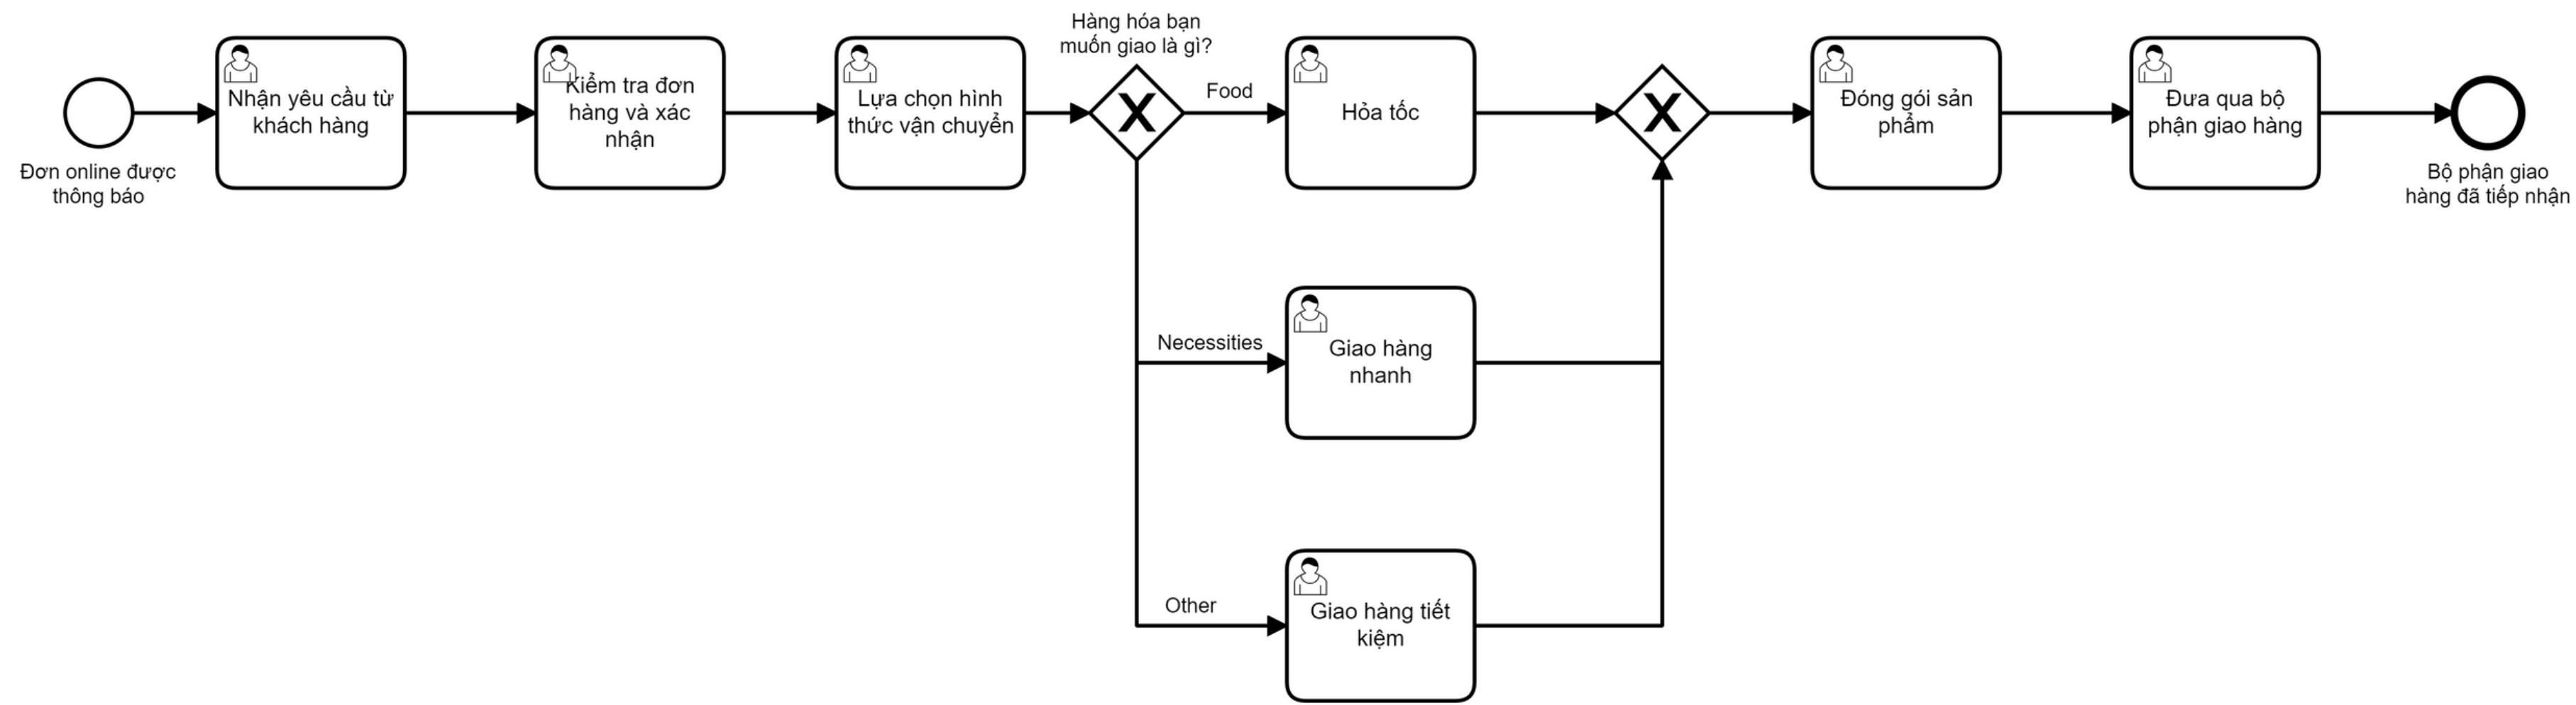 Đơn online được
thông báo
Nhận yêu cầu từ
khách hàng
Kiểm tra đơn
hàng và xác
nhận
Lựa chọn hình
thức vận chuyển
Hàng hóa bạn
muốn giao là gì?
Food
Hỏa tốc
Necessities
Giao hàng
nhanh
Other
Giao hàng tiết
kiệm
Đóng gói sản
phẩm
Đưa qua bộ
phận giao hàng
Bộ phận giao
hàng đã tiếp nhận